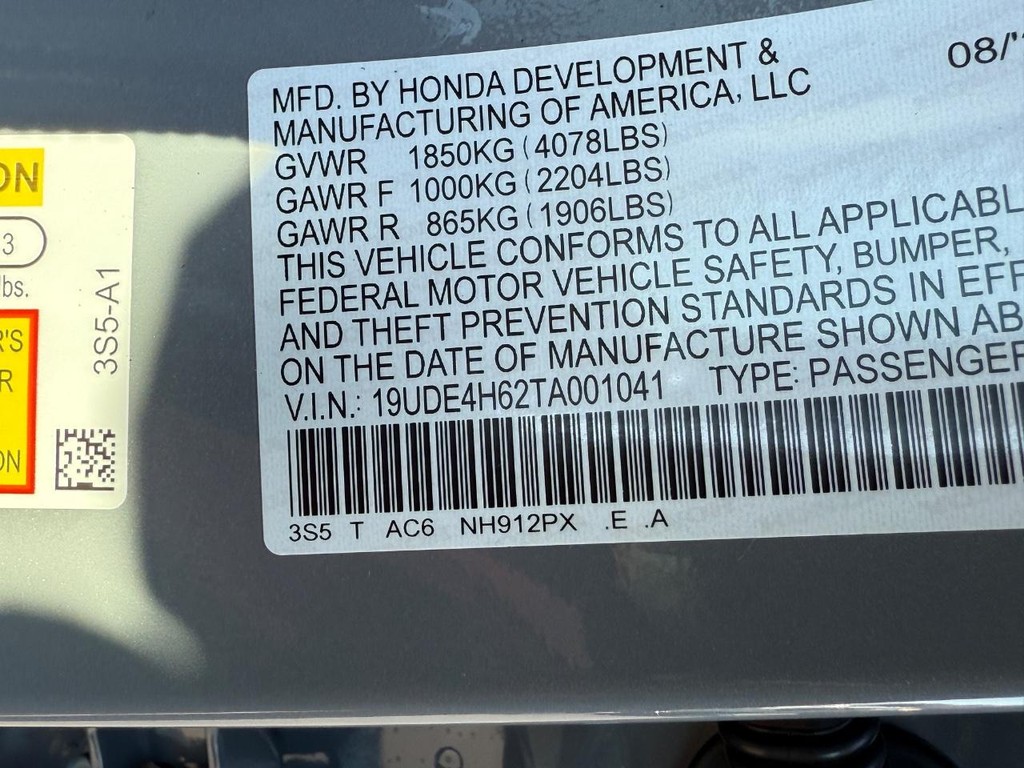 MFD. BY HONDA DEVELOPMENT &
MANUFACTURING OF AMERICA, LLC
08/'
GVWR 1850KG (4078LBS)
GAWR F 1000KG (2204LBS)
GAWR R 865KG (1906LBS)
THIS VEHICLE CONFORMS TO ALL APPLICABL
FEDERAL MOTOR VEHICLE SAFETY, BUMPER,
AND THEFT PREVENTION STANDARDS IN EFF
ON THE DATE OF MANUFACTURE SHOWN AB
V.I.N.: 19UDE4H62TA001041 TYPE: PASSENGER
3S5 T AC6 NH912PX .E .A
ON
3
lbs.
R'S
R
ON
3S5-A1